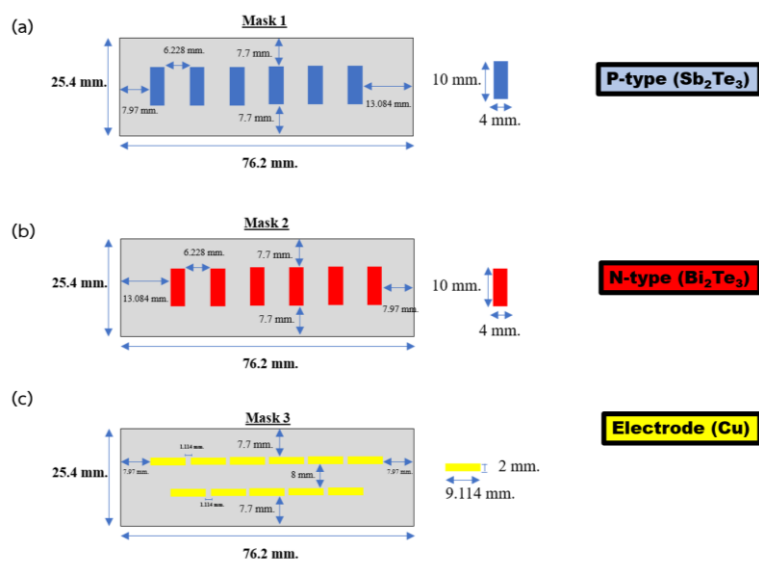 (a)
Mask 1
6.228 mm.
7.7 mm.
25.4 mm.
7.97 mm.
13.084 mm.
7.7 mm.
76.2 mm.
10 mm.
4 mm.
P-type (Sb₂Te₃)
(b)
Mask 2
6.228 mm.
7.7 mm.
25.4 mm.
13.084 mm.
7.97 mm.
7.7 mm.
76.2 mm.
10 mm.
4 mm.
N-type (Bi₂Te₃)
(c)
Mask 3
1.114 mm.
7.7 mm.
25.4 mm.
7.97 mm.
8 mm.
7.97 mm.
1.114 mm.
7.7 mm.
76.2 mm.
2 mm.
9.114 mm.
Electrode (Cu)